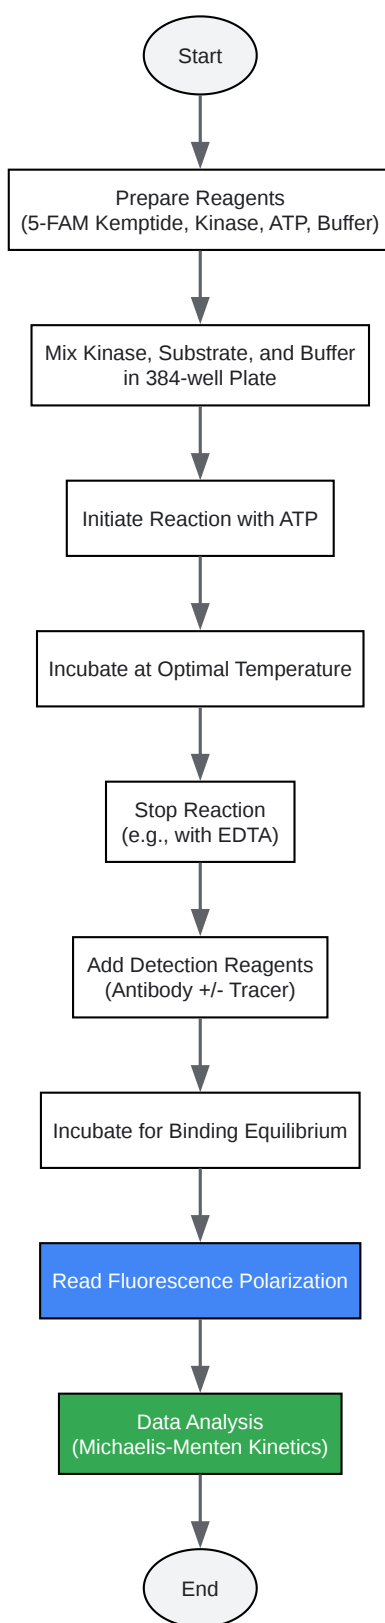 Start
Prepare Reagents
(5-FAM Kemptide, Kinase, ATP, Buffer)
Mix Kinase, Substrate, and Buffer
in 384-well Plate
Initiate Reaction with ATP
Incubate at Optimal Temperature
Stop Reaction
(e.g., with EDTA)
Add Detection Reagents
(Antibody +/- Tracer)
Incubate for Binding Equilibrium
Read Fluorescence Polarization
Data Analysis
(Michaelis-Menten Kinetics)
End